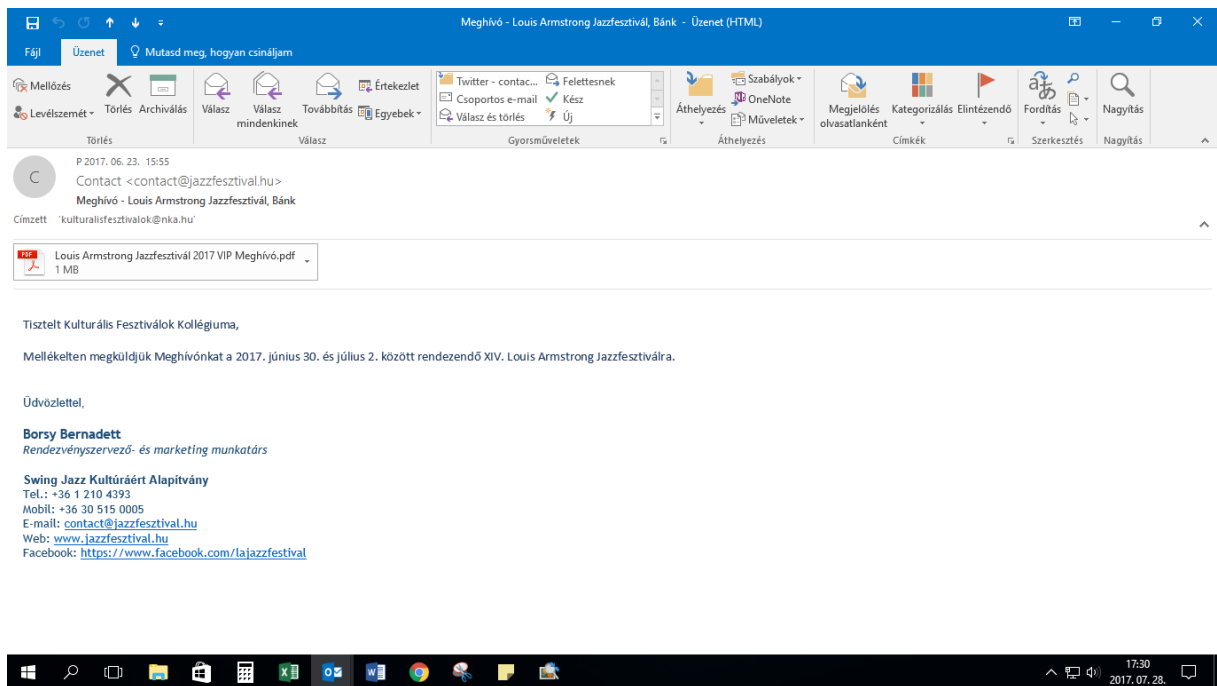 Meghívó - Louis Armstrong Jazzfesztivál, Bánk - Üzenet (HTML)
Fájl Üzenet Mutasd meg, hogyan csináljam
Mellőzés
Levélszemét
Törlés Archiválás
Válasz Válasz mindenkinek Továbbítás
Értekezlet
Egyebek
Twitter - contac... Felettesnek
Csoportos e-mail Kész
Válasz és törlés Új
Áthelyezés
Szabályok
OneNote
Műveletek
Megjelölés olvasatlanként Kategorizálás Elintézendő
Fordítás
Nagyítás
Törlés Válasz Gyorsműveletek Áthelyezés Címkék Szerkesztés Nagyítás
C
P 2017. 06. 23. 15:55
Contact <contact@jazzfesztival.hu>
Meghívó - Louis Armstrong Jazzfesztivál, Bánk
Címzett 'kulturalisfesztivalok@nka.hu'
PDF
Louis Armstrong Jazzfesztivál 2017 VIP Meghívó.pdf
1 MB
Tisztelt Kulturális Fesztiválok Kollégiuma,
Mellékelten megküldjük Meghívónkat a 2017. június 30. és július 2. között rendezendő XIV. Louis Armstrong Jazzfesztiválra.
Üdvözlettel,
Borsy Bernadett
Rendezvényszervező- és marketing munkatárs
Swing Jazz Kultúráért Alapítvány
Tel.: +36 1 210 4393
Mobil: +36 30 515 0005
E-mail: contact@jazzfesztival.hu
Web: www.jazzfesztival.hu
Facebook: https://www.facebook.com/lajazzfestival
17:30
2017. 07. 28.